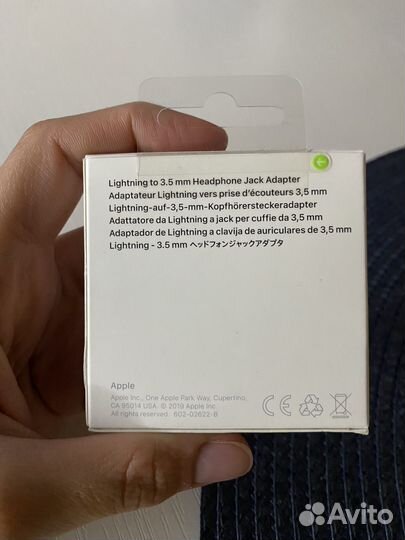 Lightning to 3.5 mm Headphone Jack Adapter
Adaptateur Lightning vers prise d'écouteurs 3,5 mm
Lightning-auf-3,5-mm-Kopfhörersteckeradapter
Adattatore da Lightning a jack per cuffie da 3,5 mm
Adaptador de Lightning a clavija de auriculares de 3,5 mm
Lightning - 3.5 mm ヘッドフォンジャックアダプタ
Apple
Apple Inc., One Apple Park Way, Cupertino,
CA 95014 USA. © 2019 Apple Inc.
All rights reserved. 602-02622-B
CE
Avito